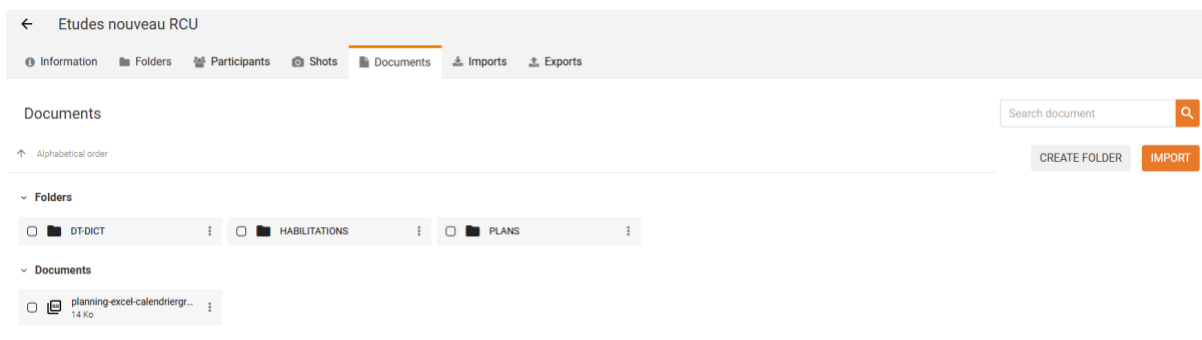 Etudes nouveau RCU
Information Folders Participants Shots Documents Imports Exports
Documents
Search document
Alphabetical order
CREATE FOLDER IMPORT
Folders
DT-DICT HABILITATIONS PLANS
Documents
planning-excel-calendriergr...
14 Ko